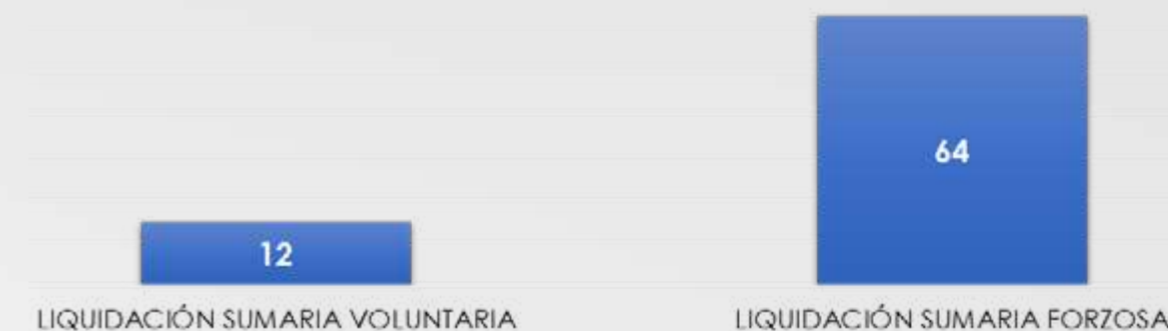 64
12
LIQUIDACIÓN SUMARIA VOLUNTARIA
LIQUIDACIÓN SUMARIA FORZOSA